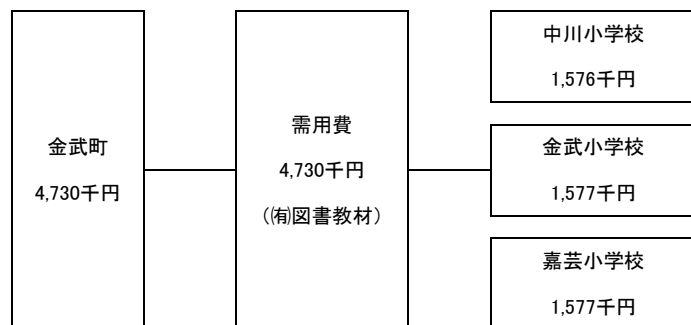 金武町
4,730千円
需用費
4,730千円
（㈲図書教材）
中川小学校
1,576千円
金武小学校
1,577千円
嘉芸小学校
1,577千円